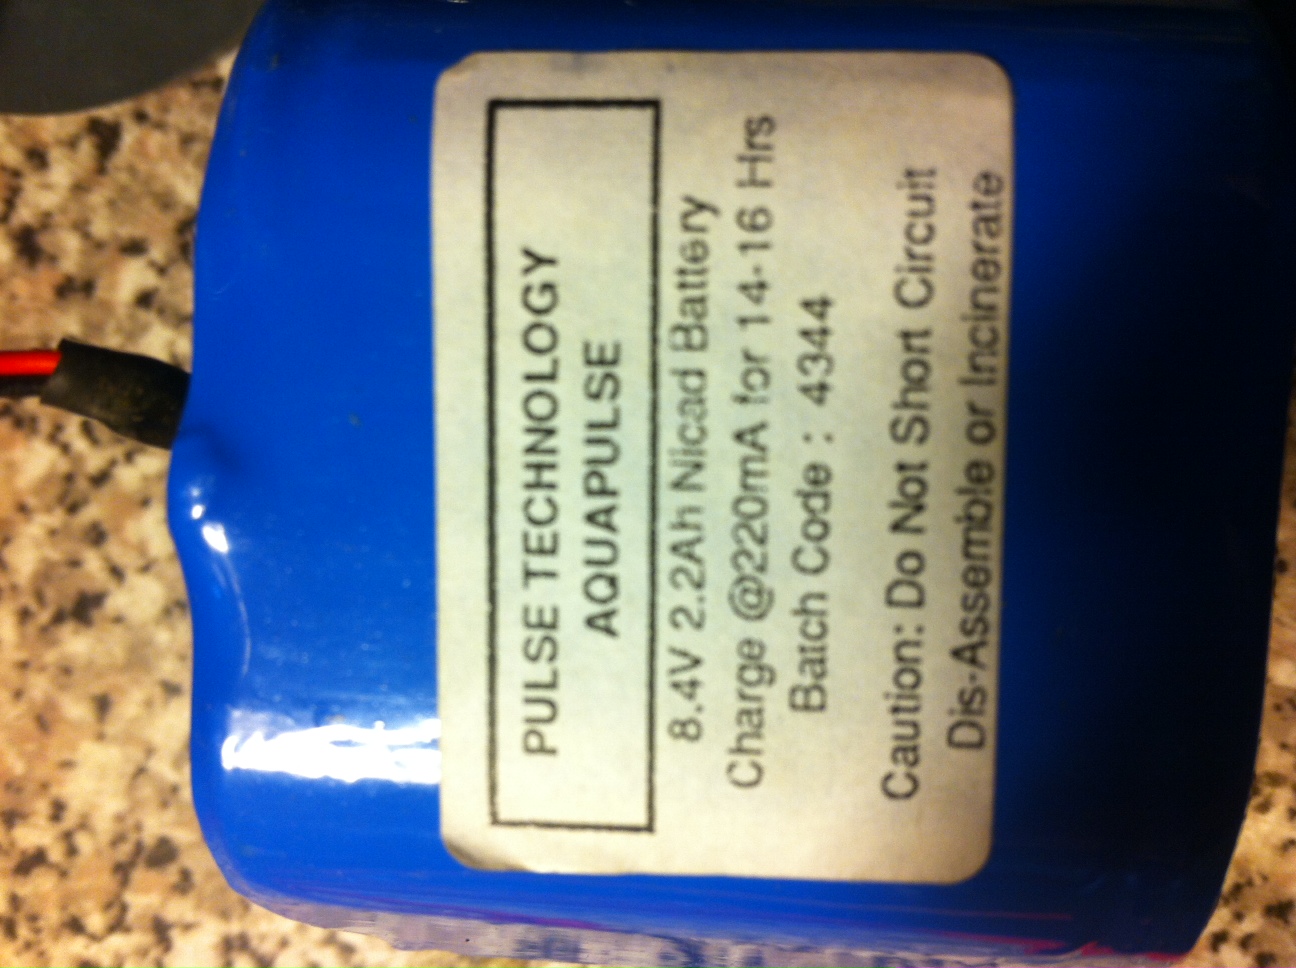 PULSE TECHNOLOGY
AQUAPULSE
8.4V 2.2Ah Nicad Battery
Charge @220mA for 14-16 Hrs
Batch Code : 4344
Caution: Do Not Short Circuit
Dis-Assemble or Incinerate